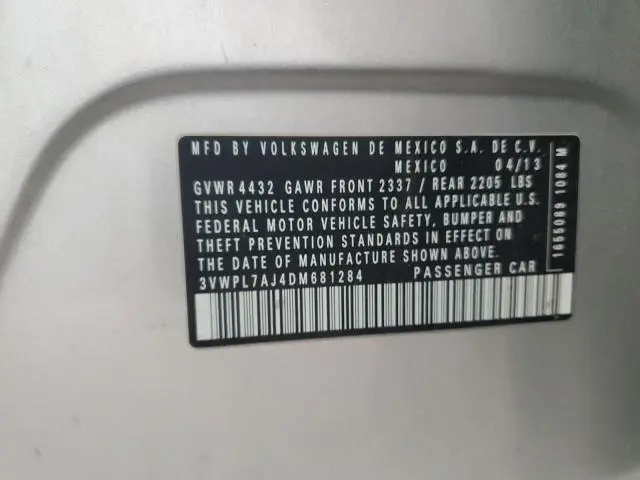 MFD BY VOLKSWAGEN DE MEXICO S.A. DE C.V.
MEXICO 04/13
GVWR 4432 GAWR FRONT 2337 / REAR 2205 LBS
THIS VEHICLE CONFORMS TO ALL APPLICABLE U.S.
FEDERAL MOTOR VEHICLE SAFETY, BUMPER AND
THEFT PREVENTION STANDARDS IN EFFECT ON
THE DATE OF MANUFACTURE SHOWN ABOVE.
3VWPL7AJ4DM681284 PASSENGER CAR
1655089 1084 M